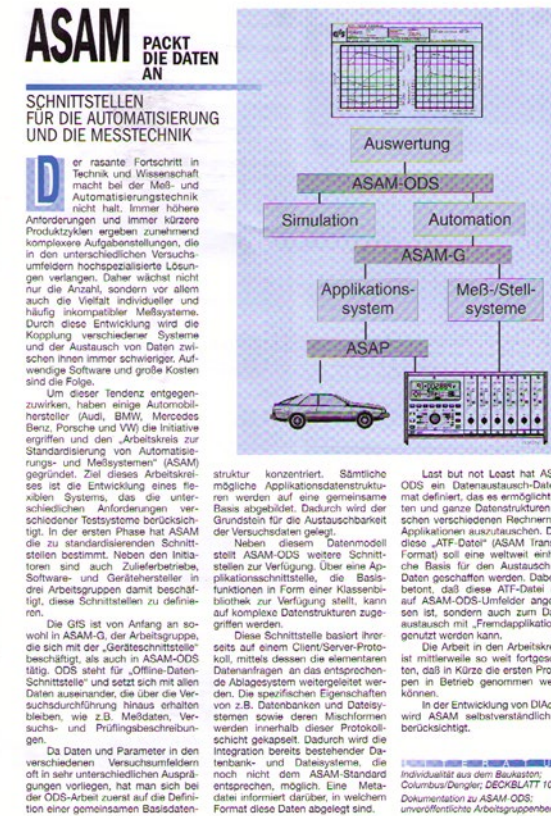 ASAM PACKT
DIE DATEN
AN
SCHNITTSTELLEN
FÜR DIE AUTOMATISIERUNG
UND DIE MESSTECHNIK
Der rasante Fortschritt in
Technik und Wissenschaft
macht bei der Meß- und
Automatisierungstechnik
nicht halt. Immer höhere
Anforderungen und immer kürzere
Produktzyklen ergeben zunehmend
komplexere Aufgabenstellungen, die
in den unterschiedlichen Versuchs-
umfeldern hochspezialisierte Lösun-
gen verlangen. Daher wächst nicht
nur die Anzahl, sondern vor allem
auch die Vielfalt individueller und
häufig inkompatibler Meßsysteme.
Durch diese Entwicklung wird die
Kopplung verschiedener Systeme
und der Austausch von Daten zwi-
schen ihnen immer schwieriger. Auf-
wendige Software und große Kosten
sind die Folge.
Um dieser Tendenz entgegen-
zuwirken, haben einige Automobil-
hersteller (Audi, BMW, Mercedes
Benz, Porsche und VW) die Initiative
ergriffen und den „Arbeitskreis zur
Standardisierung von Automatisie-
rungs- und Meßsystemen" (ASAM)
gegründet. Ziel dieses Arbeitskrei-
ses ist die Entwicklung eines fle-
xiblen Systems, das die unter-
schiedlichen Anforderungen ver-
schiedener Testsysteme berücksich-
tigt. In der ersten Phase hat ASAM
die zu standardisierenden Schnitt-
stellen bestimmt. Neben den Initia-
toren sind auch Zulieferbetriebe,
Software- und Gerätehersteller in
drei Arbeitsgruppen damit beschäf-
tigt, diese Schnittstellen zu definie-
ren.
Die GfS ist von Anfang an so-
wohl in ASAM-G, der Arbeitsgruppe,
die sich mit der „Geräteschnittstelle"
beschäftigt, als auch in ASAM-ODS
tätig. ODS steht für „Offline-Daten-
Schnittstelle" und setzt sich mit allen
Daten auseinander, die über die Ver-
suchsdurchführung hinaus erhalten
bleiben, wie z.B. Meßdaten, Ver-
suchs- und Prüflingsbeschreibun-
gen.
Da Daten und Parameter in den
verschiedenen Versuchsumfeldern
oft in sehr unterschiedlichen Ausprä-
gungen vorliegen, hat man sich bei
der ODS-Arbeit zuerst auf die Defini-
tion einer gemeinsamen Basisdaten-
Auswertung
ASAM-ODS
Simulation Automation
ASAM-G
Applikations-
system
Meß-/Stell-
systeme
ASAP
struktur konzentriert. Sämtliche
mögliche Applikationsdatenstruktu-
ren werden auf eine gemeinsame
Basis abgebildet. Dadurch wird der
Grundstein für die Austauschbarkeit
der Versuchsdaten gelegt.
Neben diesem Datenmodell
stellt ASAM-ODS weitere Schnitt-
stellen zur Verfügung. Über eine Ap-
plikationsschnittstelle, die Basis-
funktionen in Form einer Klassenbi-
bliothek zur Verfügung stellt, kann
auf komplexe Datenstrukturen zuge-
griffen werden.
Diese Schnittstelle basiert ihrer-
seits auf einem Client/Server-Proto-
koll, mittels dessen die elementaren
Datenanfragen an das entsprechen-
de Ablagesystem weitergeleitet wer-
den. Die spezifischen Eigenschaften
von z.B. Datenbanken und Dateisy-
stemen sowie deren Mischformen
werden innerhalb dieser Protokoll-
schicht gekapselt. Dadurch wird die
Integration bereits bestehender Da-
tenbank- und Dateisysteme, die
noch nicht dem ASAM-Standard
entsprechen, möglich. Eine Meta-
datei informiert darüber, in welchem
Format diese Daten abgelegt sind.
Last but not Least hat AS
ODS ein Datenaustausch-Date
mat definiert, das es ermöglicht
ten und ganze Datenstrukturen
schen verschiedenen Rechnern
Applikationen auszutauschen. D
diese „ATF-Datei" (ASAM Trans
Format) soll eine weltweit einf
che Basis für den Austausch
Daten geschaffen werden. Dabe
betont, daß diese ATF-Datei
auf ASAM-ODS-Umfelder ange
sen ist, sondern auch zum Da
austausch mit „Fremdapplikation
genutzt werden kann.
Die Arbeit in den Arbeitskre
ist mittlerweile so weit fortgesc
ten, daß in Kürze die ersten Proto
pen in Betrieb genommen we
können.
In der Entwicklung von DIAd
wird ASAM selbstverständlich
berücksichtigt.
Individualität aus dem Baukasten;
Columbus/Dengler; DECKBLATT 10
Dokumentation zu ASAM-ODS;
unveröffentlichte Arbeitsgruppenber